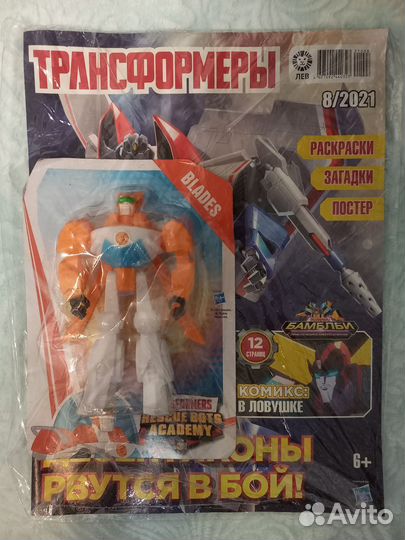 ТРАНСФОРМЕРЫ
ЛЕВ
8/2021
РАСКРАСКИ
ЗАГАДКИ
ПОСТЕР
BLADES
БАМБЛБИ
12
СТРАНИЦ
КОМИКС:
В ЛОВУШКЕ
RESCUE BOTS
ACADEMY
РВУТСЯ В БОЙ!
6+
Avito